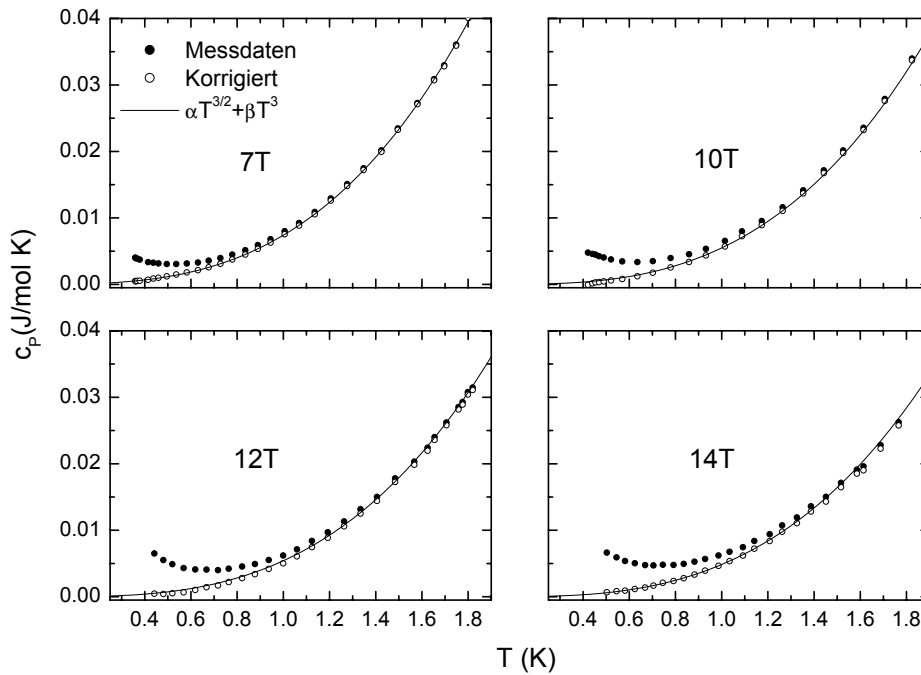 0.04
0.03
0.02
0.01
0.00
Messdaten
Korrigiert
αT^{3/2}+βT^3
7T
10T
c_P(J/mol K)
0.04
0.03
0.02
0.01
0.00
12T
14T
0.4 0.6 0.8 1.0 1.2 1.4 1.6 1.8
0.4 0.6 0.8 1.0 1.2 1.4 1.6 1.8
T (K)